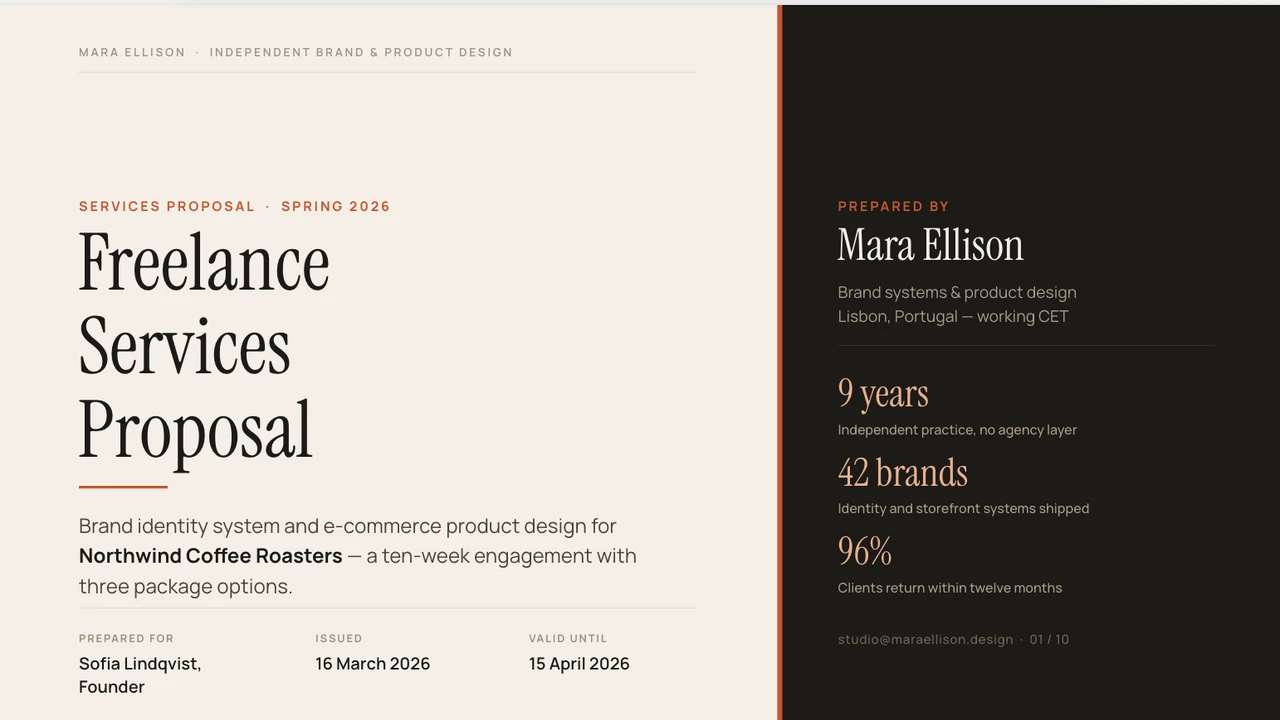 MARA ELLISON · INDEPENDENT BRAND & PRODUCT DESIGN
SERVICES PROPOSAL · SPRING 2026
Freelance
Services
Proposal
Brand identity system and e-commerce product design for
Northwind Coffee Roasters — a ten-week engagement with
three package options.
PREPARED FOR
Sofia Lindqvist,
Founder
ISSUED
16 March 2026
VALID UNTIL
15 April 2026
PREPARED BY
Mara Ellison
Brand systems & product design
Lisbon, Portugal — working CET
9 years
Independent practice, no agency layer
42 brands
Identity and storefront systems shipped
96%
Clients return within twelve months
studio@maraellison.design · 01 / 10